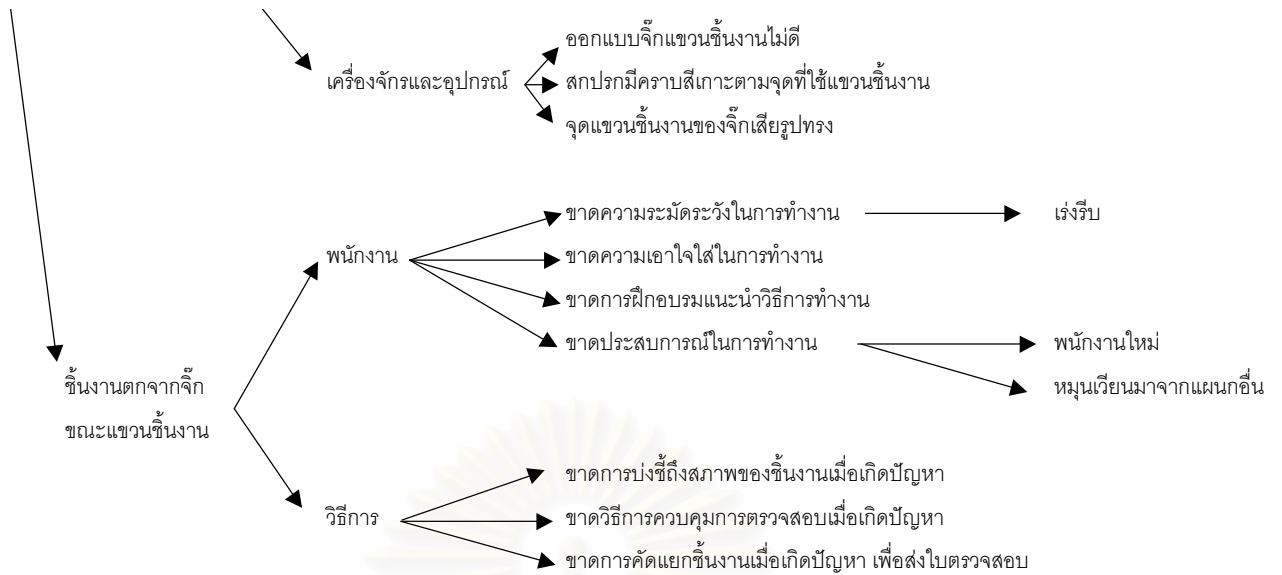 ออกแบบจิ๊กแขวนชิ้นงานไม่ดี
เครื่องจักรและอุปกรณ์
สกปรกมีคราบสีเกาะตามจุดที่ใช้แขวนชิ้นงาน
จุดแขวนชิ้นงานของจิ๊กเสียรูปทรง
ขาดความระมัดระวังในการทำงาน
เร่งรีบ
พนักงาน
ขาดความเอาใจใส่ในการทำงาน
ขาดการฝึกอบรมแนะนำวิธีการทำงาน
ขาดประสบการณ์ในการทำงาน
พนักงานใหม่
หมุนเวียนมาจากแผนกอื่น
ชิ้นงานตกจากจิ๊ก
ขณะแขวนชิ้นงาน
ขาดการบ่งชี้ถึงสภาพของชิ้นงานเมื่อเกิดปัญหา
วิธีการ
ขาดวิธีการควบคุมการตรวจสอบเมื่อเกิดปัญหา
ขาดการคัดแยกชิ้นงานเมื่อเกิดปัญหา เพื่อส่งใบตรวจสอบ